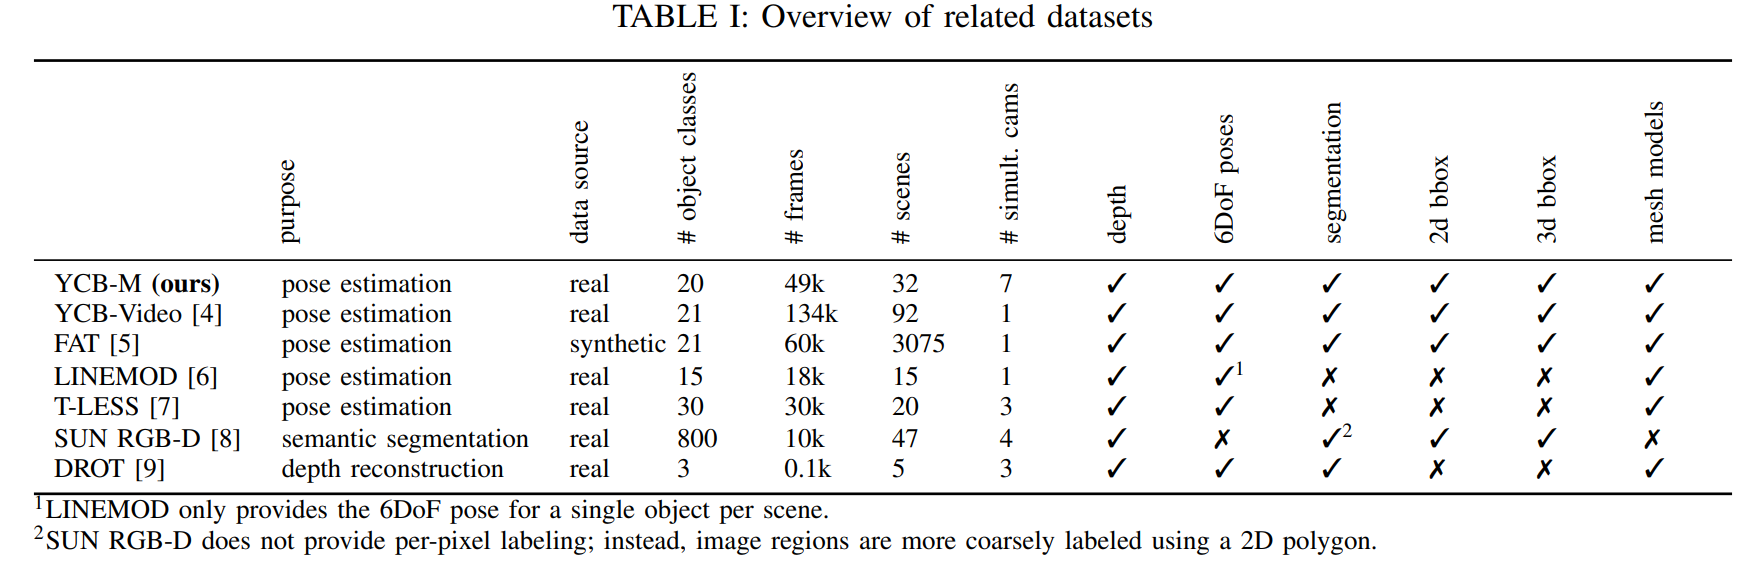 TABLE I: Overview of related datasets
purpose data source # object classes # frames # scenes # simult. cams depth 6DoF poses segmentation 2d bbox 3d bbox mesh models
YCB-M (ours) pose estimation real 20 49k 32 7 ✓ ✓ ✓ ✓ ✓ ✓
YCB-Video [4] pose estimation real 21 134k 92 1 ✓ ✓ ✓ ✓ ✓ ✓
FAT [5] pose estimation synthetic 21 60k 3075 1 ✓ ✓ ✓ ✓ ✓ ✓
LINEMOD [6] pose estimation real 15 18k 15 1 ✓ ✓¹ ✗ ✗ ✗ ✓
T-LESS [7] pose estimation real 30 30k 20 3 ✓ ✓ ✗ ✗ ✗ ✓
SUN RGB-D [8] semantic segmentation real 800 10k 47 4 ✓ ✗ ✓² ✓ ✓ ✗
DROT [9] depth reconstruction real 3 0.1k 5 3 ✓ ✓ ✓ ✗ ✗ ✓
¹LINEMOD only provides the 6DoF pose for a single object per scene.
²SUN RGB-D does not provide per-pixel labeling; instead, image regions are more coarsely labeled using a 2D polygon.